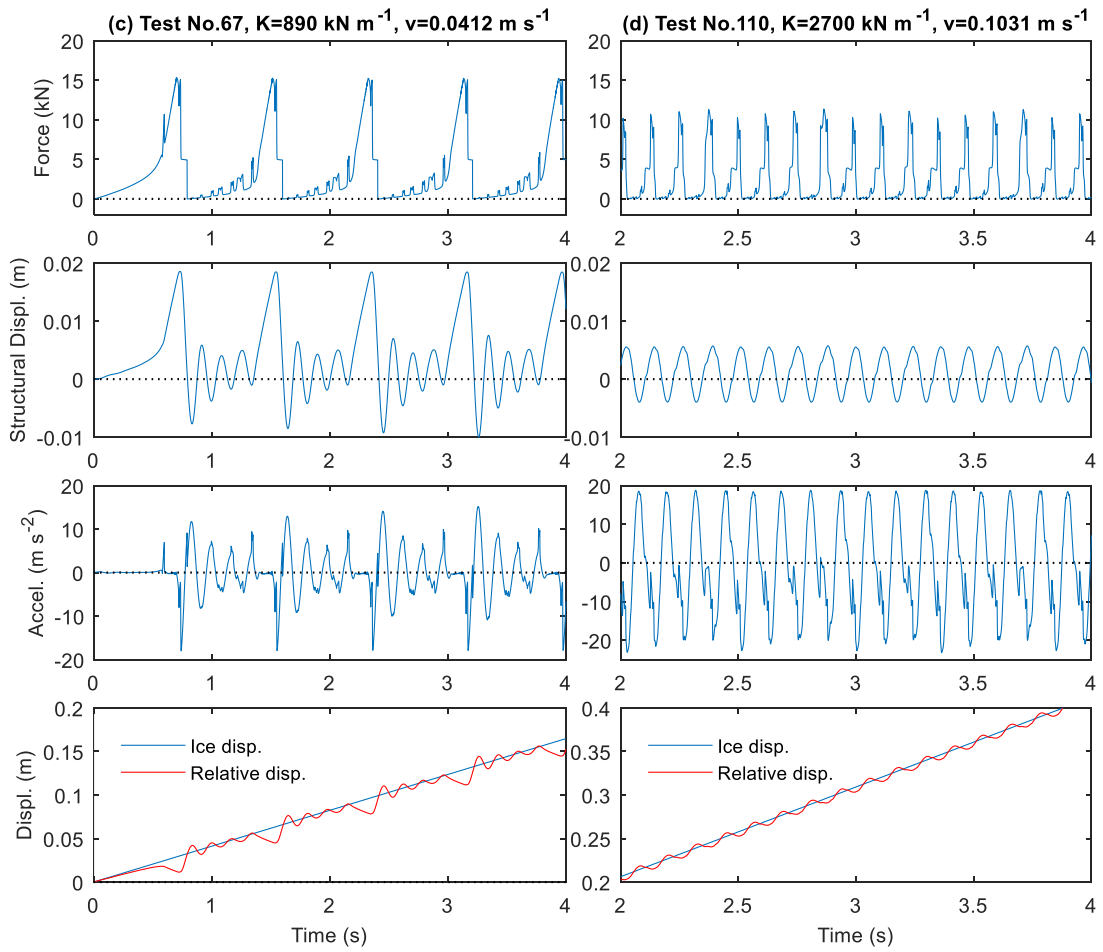 (c) Test No.67, K=890 kN m⁻¹, v=0.0412 m s⁻¹
(d) Test No.110, K=2700 kN m⁻¹, v=0.1031 m s⁻¹
Force (kN)
20
15
10
5
0
0 1 2 3 4
20
15
10
5
0
2 2.5 3 3.5 4
Structural Displ. (m)
0.02
0.01
0
-0.01
0 1 2 3 4
0.02
0.01
0
-0.01
2 2.5 3 3.5 4
Accel. (m s⁻²)
20
10
0
-10
-20
0 1 2 3 4
20
10
0
-10
-20
2 2.5 3 3.5 4
Displ. (m)
0.2
0.15
0.1
0.05
0
Ice disp.
Relative disp.
0 1 2 3 4
Time (s)
0.4
0.35
0.3
0.25
0.2
Ice disp.
Relative disp.
2 2.5 3 3.5 4
Time (s)